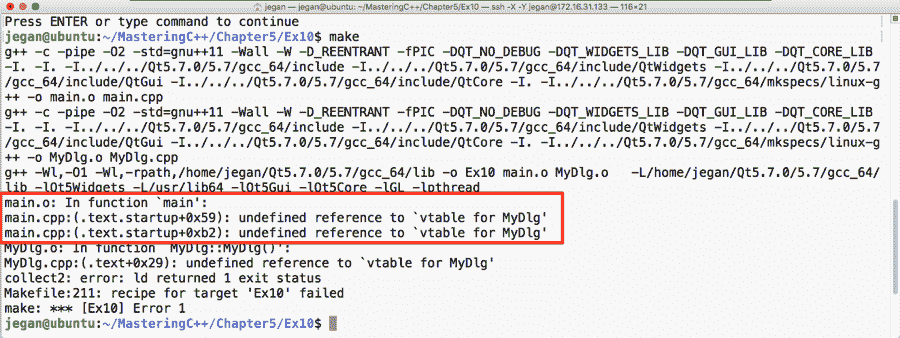 jegan@ubuntu: ~/MasteringC++/Chapter5/Ex10 — ssh -X -Y jegan@172.16.31.133 — 116×21
Press ENTER or type command to continue
jegan@ubuntu:~/MasteringC++/Chapter5/Ex10$ make
g++ -c -pipe -O2 -std=gnu++11 -Wall -W -D_REENTRANT -fPIC -DQT_NO_DEBUG -DQT_WIDGETS_LIB -DQT_GUI_LIB -DQT_CORE_LIB
-I. -I. -I../../../Qt5.7.0/5.7/gcc_64/include -I../../../Qt5.7.0/5.7/gcc_64/include/QtWidgets -I../../../Qt5.7.0/5.7
/gcc_64/include/QtGui -I../../../Qt5.7.0/5.7/gcc_64/include/QtCore -I. -I../../../Qt5.7.0/5.7/gcc_64/mkspecs/linux-g
++ -o main.o main.cpp
g++ -c -pipe -O2 -std=gnu++11 -Wall -W -D_REENTRANT -fPIC -DQT_NO_DEBUG -DQT_WIDGETS_LIB -DQT_GUI_LIB -DQT_CORE_LIB
-I. -I. -I../../../Qt5.7.0/5.7/gcc_64/include -I../../../Qt5.7.0/5.7/gcc_64/include/QtWidgets -I../../../Qt5.7.0/5.7
/gcc_64/include/QtGui -I../../../Qt5.7.0/5.7/gcc_64/include/QtCore -I. -I../../../Qt5.7.0/5.7/gcc_64/mkspecs/linux-g
++ -o MyDlg.o MyDlg.cpp
g++ -Wl,-O1 -Wl,-rpath,/home/jegan/Qt5.7.0/5.7/gcc_64/lib -o Ex10 main.o MyDlg.o   -L/home/jegan/Qt5.7.0/5.7/gcc_64/
lib -lQt5Widgets -L/usr/lib64 -lQt5Gui -lQt5Core -lGL -lpthread
main.o: In function `main':
main.cpp:(.text.startup+0x59): undefined reference to `vtable for MyDlg'
main.cpp:(.text.startup+0xb2): undefined reference to `vtable for MyDlg'
MyDlg.o: In function `MyDlg::MyDlg()':
MyDlg.cpp:(.text+0x29): undefined reference to `vtable for MyDlg'
collect2: error: ld returned 1 exit status
Makefile:211: recipe for target 'Ex10' failed
make: *** [Ex10] Error 1
jegan@ubuntu:~/MasteringC++/Chapter5/Ex10$